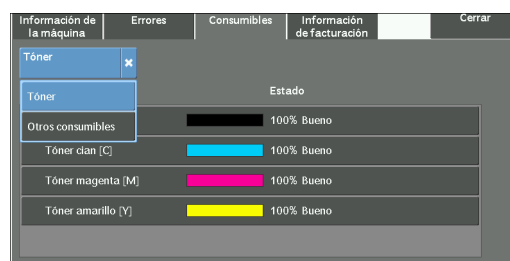 Información de la máquina
Errores
Consumibles
Información de facturación
Cerrar
Tóner
Tóner
Otros consumibles
Estado
100% Bueno
Tóner cian [C]
100% Bueno
Tóner magenta [M]
100% Bueno
Tóner amarillo [Y]
100% Bueno